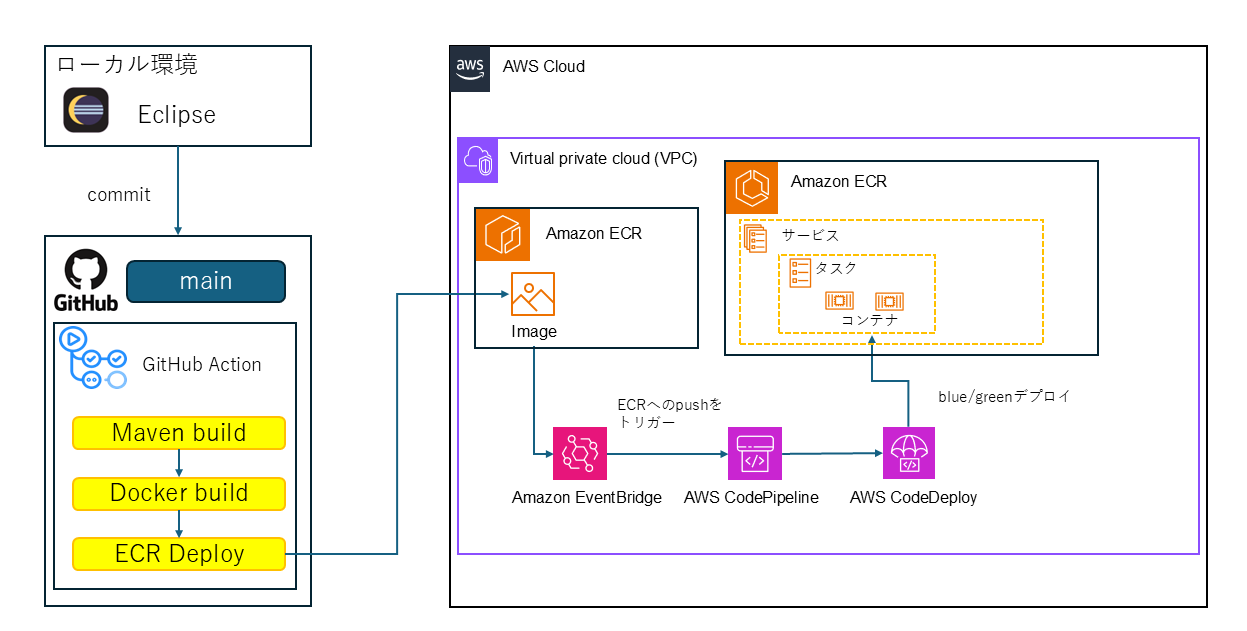 ローカル環境
Eclipse
commit
GitHub
main
GitHub Action
Maven build
Docker build
ECR Deploy
aws
AWS Cloud
Virtual private cloud (VPC)
Amazon ECR
Image
Amazon ECR
サービス
タスク
コンテナ
ECRへのpushを
トリガー
blue/greenデプロイ
Amazon EventBridge
AWS CodePipeline
AWS CodeDeploy